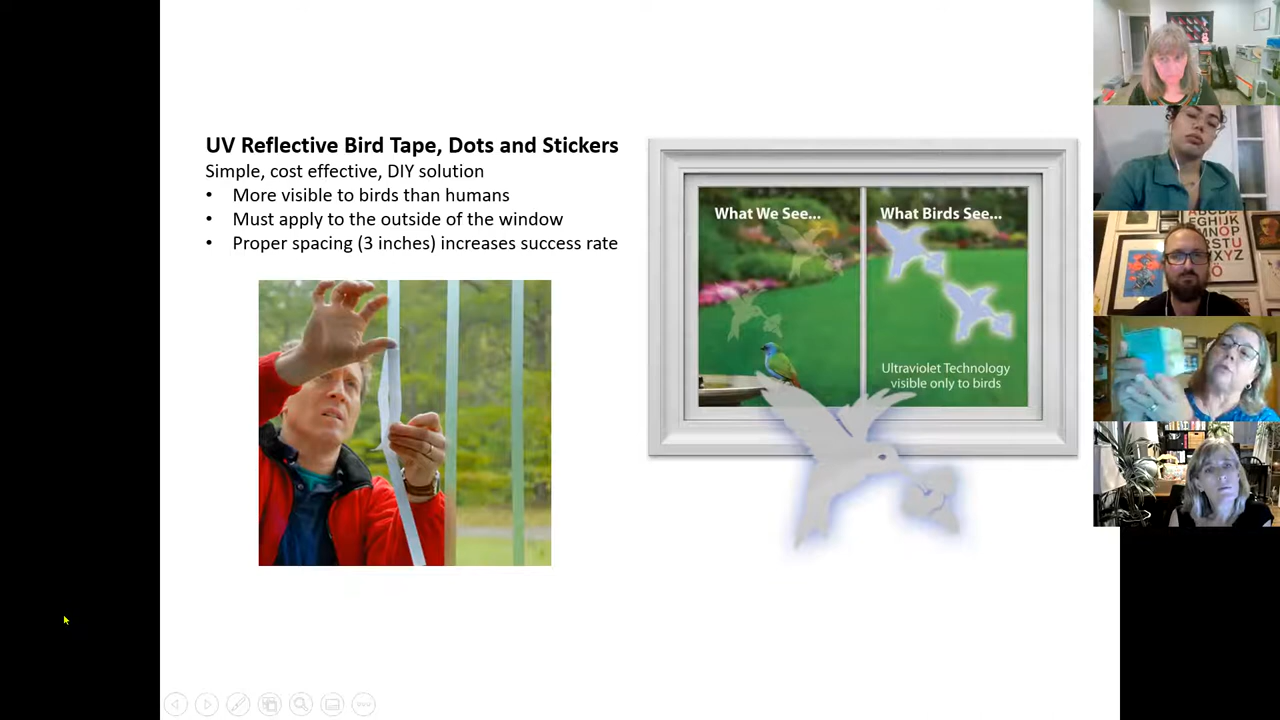 UV Reflective Bird Tape, Dots and Stickers
Simple, cost effective, DIY solution
• More visible to birds than humans
• Must apply to the outside of the window
• Proper spacing (3 inches) increases success rate
What We See...
What Birds See...
Ultraviolet Technology
visible only to birds